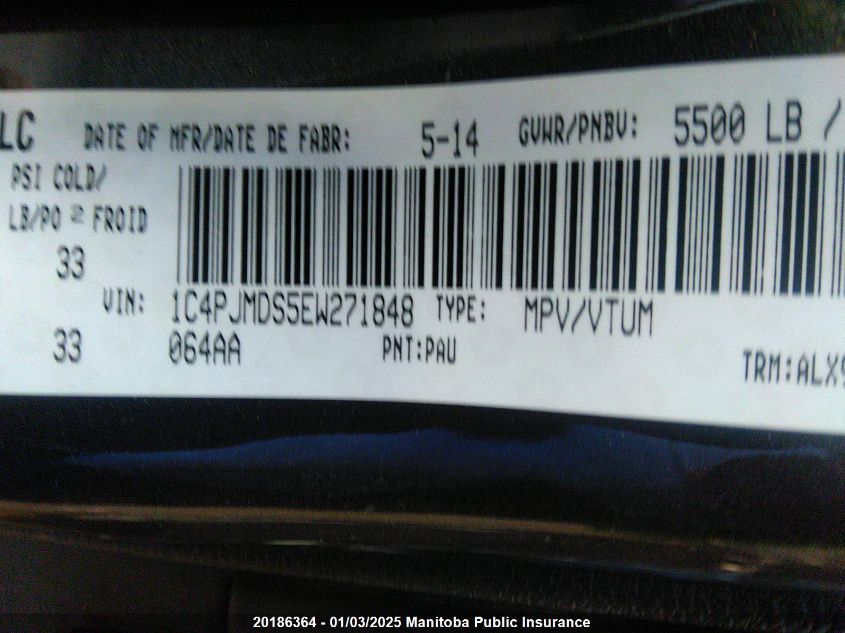 LC DATE OF MFR/DATE DE FABR: 5-14 GVWR/PNBV: 5500 LB /
PSI COLD/
LB/PO 2 FROID
33
VIN: 1C4PJMDS5EW271848 TYPE: MPV/VTUM
33 064AA PNT:PAU TRM:ALX9
20186364 - 01/03/2025 Manitoba Public Insurance